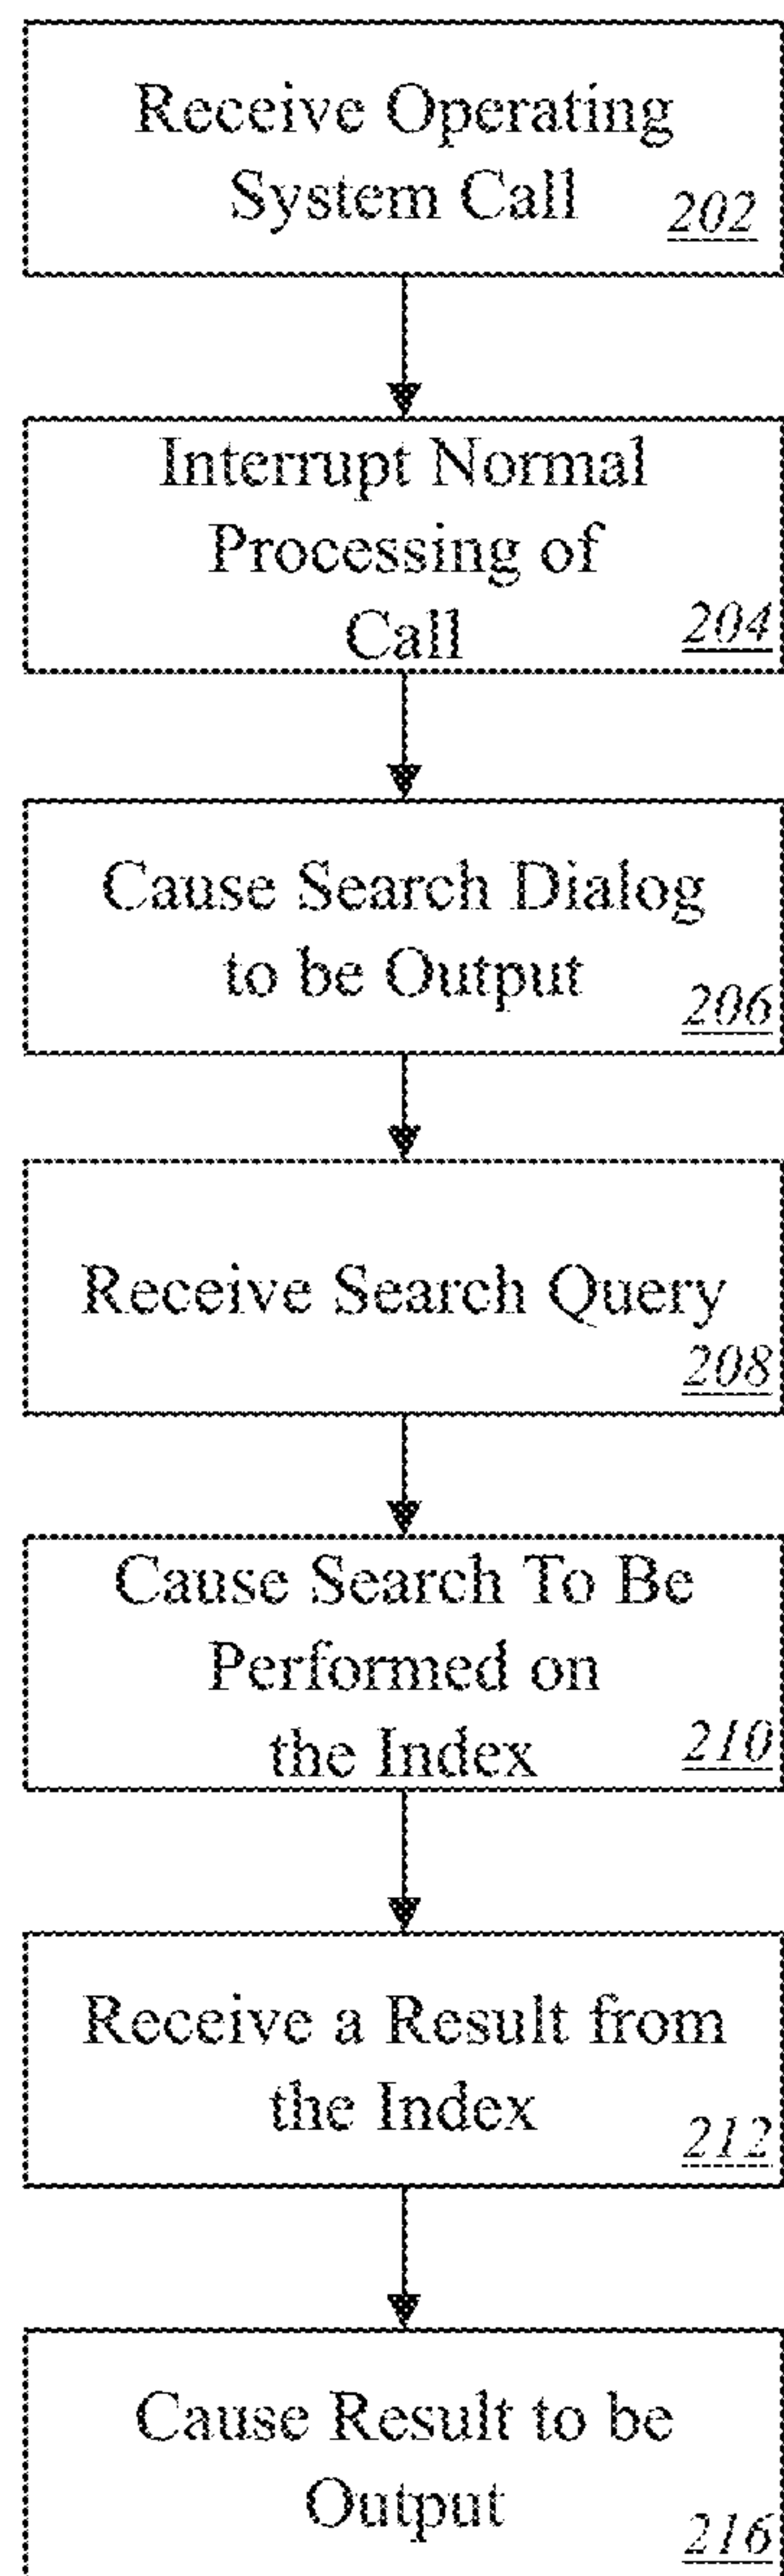 Receive Operating
System Call
202
Interrupt Normal
Processing of
Call
204
Cause Search Dialog
to be Output
206
Receive Search Query
208
Cause Search To Be
Performed on
the Index
210
Receive a Result from
the Index
212
Cause Result to be
Output
216